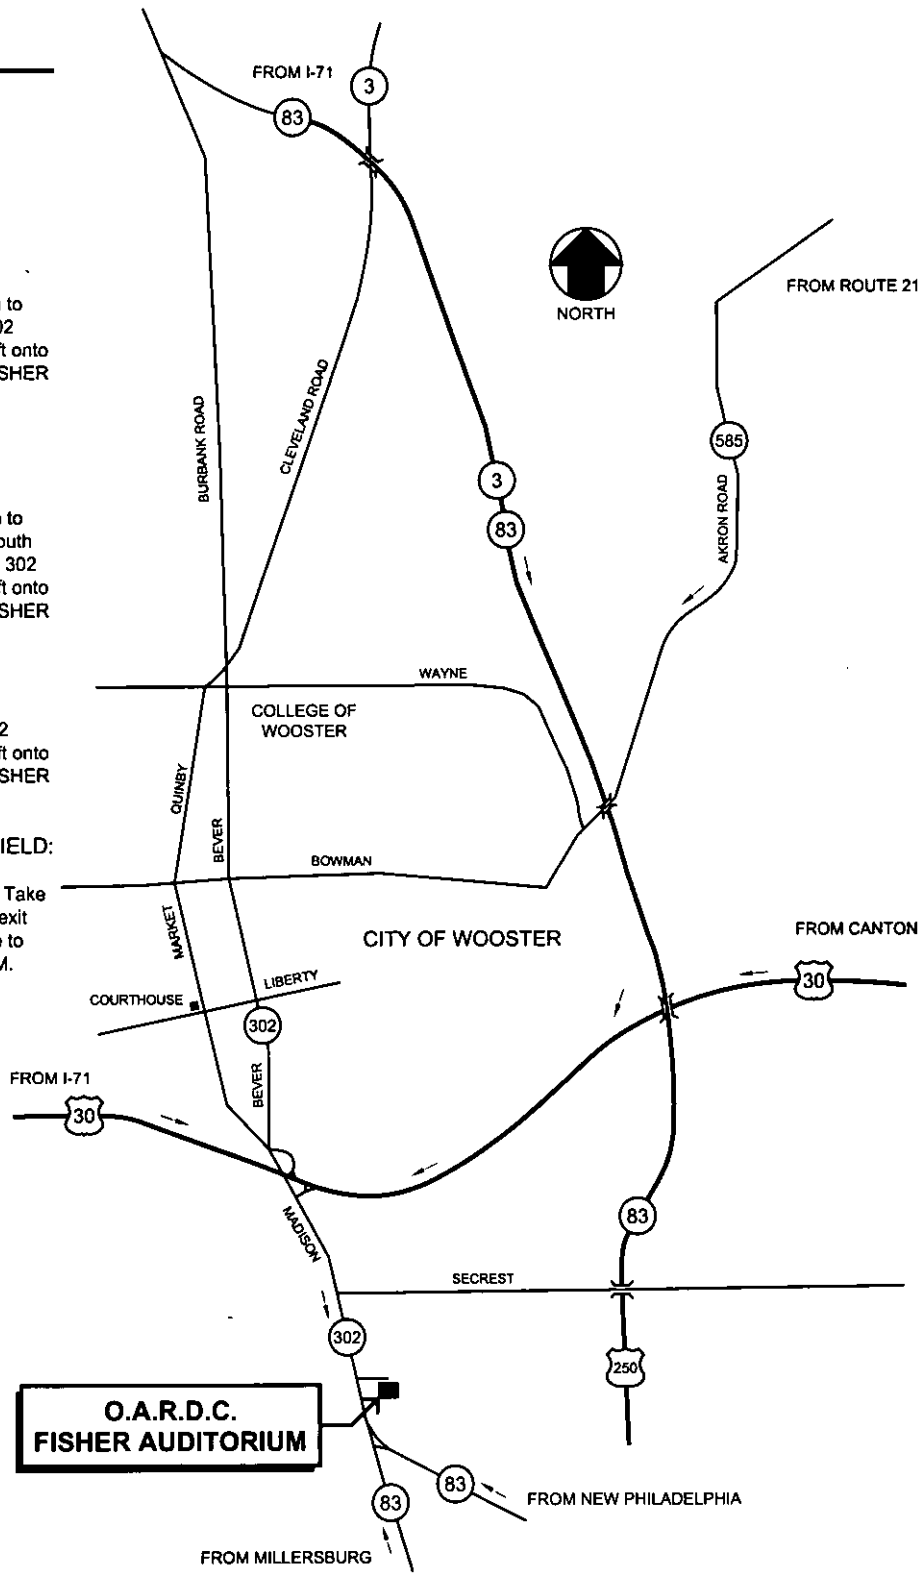 FROM I-71
3
83
NORTH
FROM ROUTE 21
to
02
ft onto
SHER
BURBANK ROAD
CLEVELAND ROAD
585
AKRON ROAD
3
83
to
outh
302
ft onto
SHER
WAYNE
COLLEGE OF
WOOSTER
2
ft onto
SHER
QUINBY
BEVER
IELD:
BOWMAN
Take
exit
e to
M.
MARKET
CITY OF WOOSTER
FROM CANTON
30
LIBERTY
COURTHOUSE
302
BEVER
FROM I-71
30
MADISON
83
SECREST
302
250
O.A.R.D.C.
FISHER AUDITORIUM
83
FROM NEW PHILADELPHIA
83
FROM MILLERSBURG